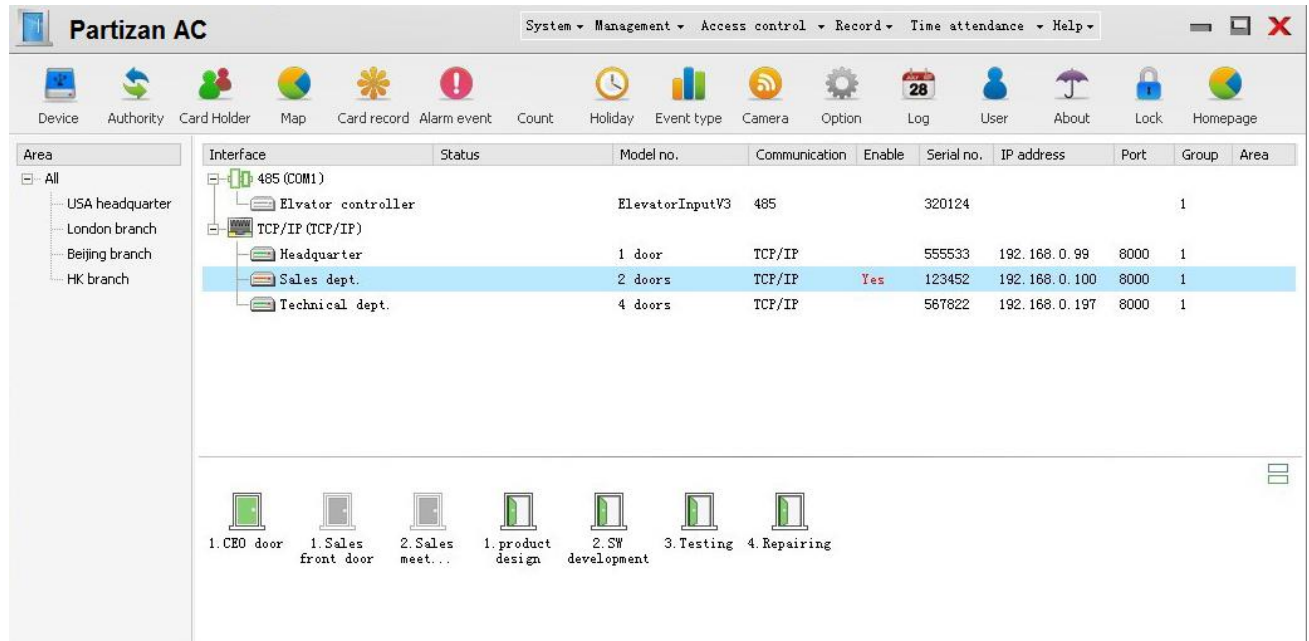 Partizan AC
System Management Access control Record Time attendance Help
Device Authority Card Holder Map Card record Alarm event Count Holiday Event type Camera Option Log User About Lock Homepage
28
Area
All
USA headquarter
London branch
Beijing branch
HK branch
Interface Status Model no. Communication Enable Serial no. IP address Port Group Area
485 (COM1)
Elvator controller ElevatorInputV3 485 320124 1
TCP/IP (TCP/IP)
Headquarter 1 door TCP/IP 555533 192.168.0.99 8000 1
Sales dept. 2 doors TCP/IP Yes 123452 192.168.0.100 8000 1
Technical dept. 4 doors TCP/IP 567822 192.168.0.197 8000 1
1.CEO door
1.Sales
front door
2.Sales
meet...
1.product
design
2.SW
development
3.Testing
4.Repairing